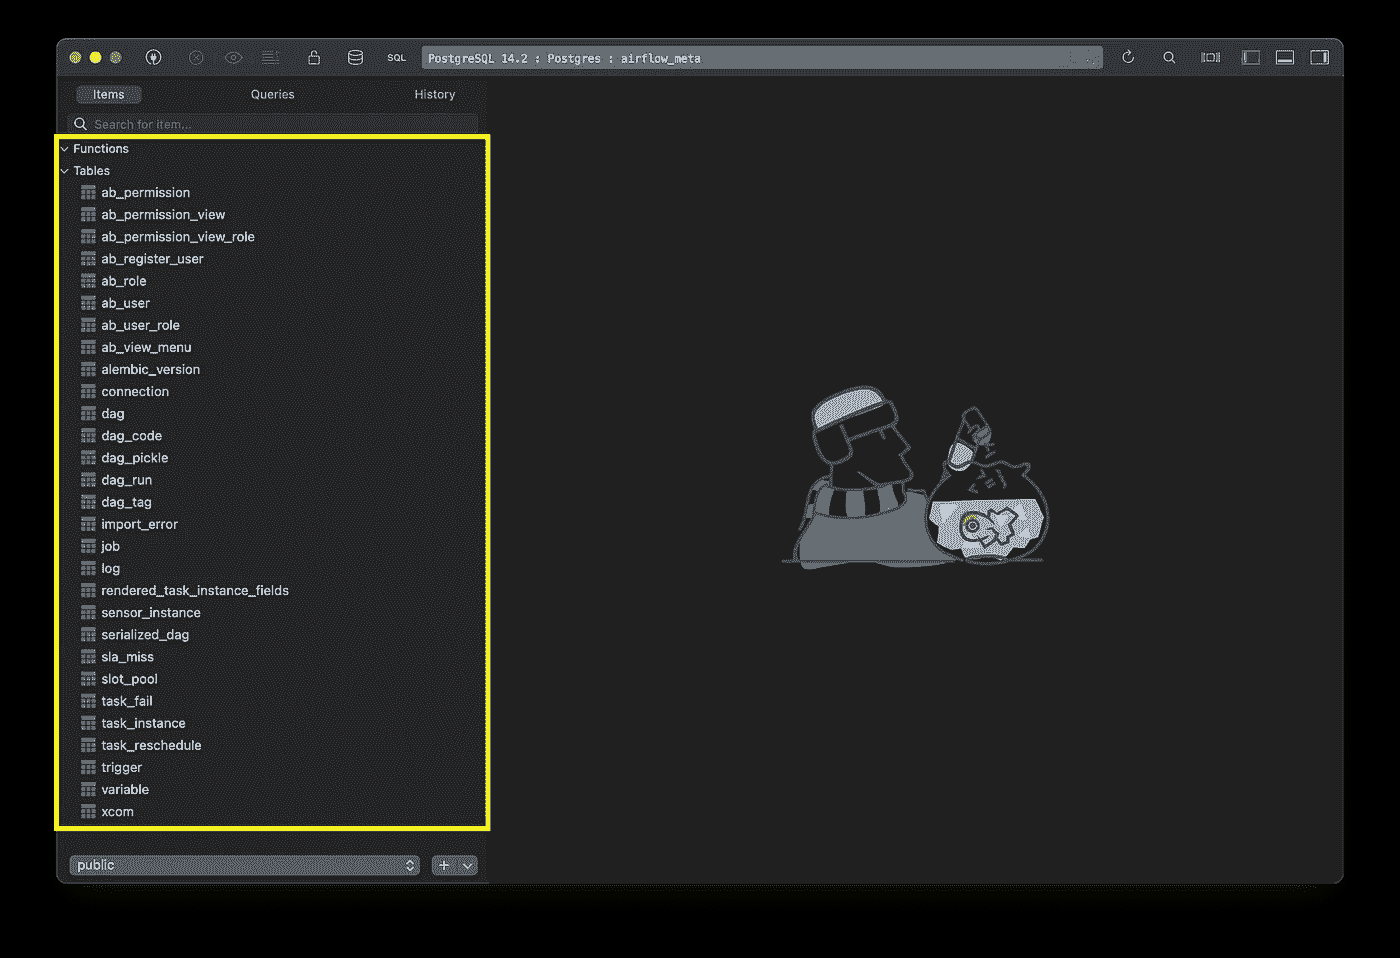 SQL
PostgreSQL 14.2 : Postgres : airflow_meta
Items Queries History
Search for item...
Functions
Tables
ab_permission
ab_permission_view
ab_permission_view_role
ab_register_user
ab_role
ab_user
ab_user_role
ab_view_menu
alembic_version
connection
dag
dag_code
dag_pickle
dag_run
dag_tag
import_error
job
log
rendered_task_instance_fields
sensor_instance
serialized_dag
sla_miss
slot_pool
task_fail
task_instance
task_reschedule
trigger
variable
xcom
public